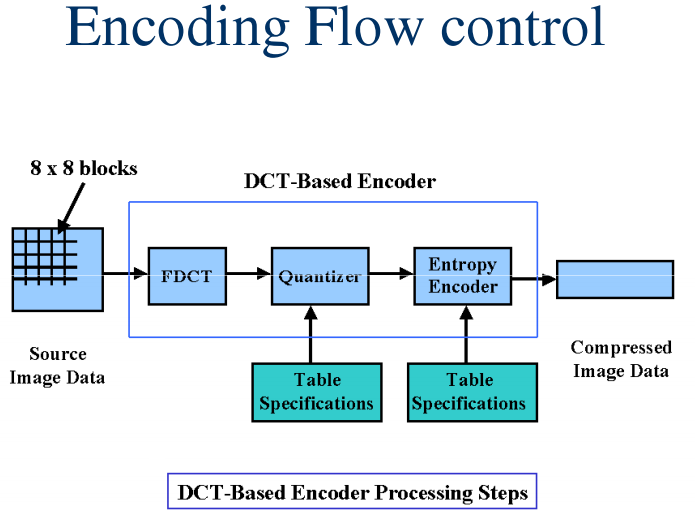 Encoding Flow control
8 x 8 blocks
DCT-Based Encoder
FDCT
Quantizer
Entropy
Encoder
Source
Image Data
Table
Specifications
Table
Specifications
Compressed
Image Data
DCT-Based Encoder Processing Steps